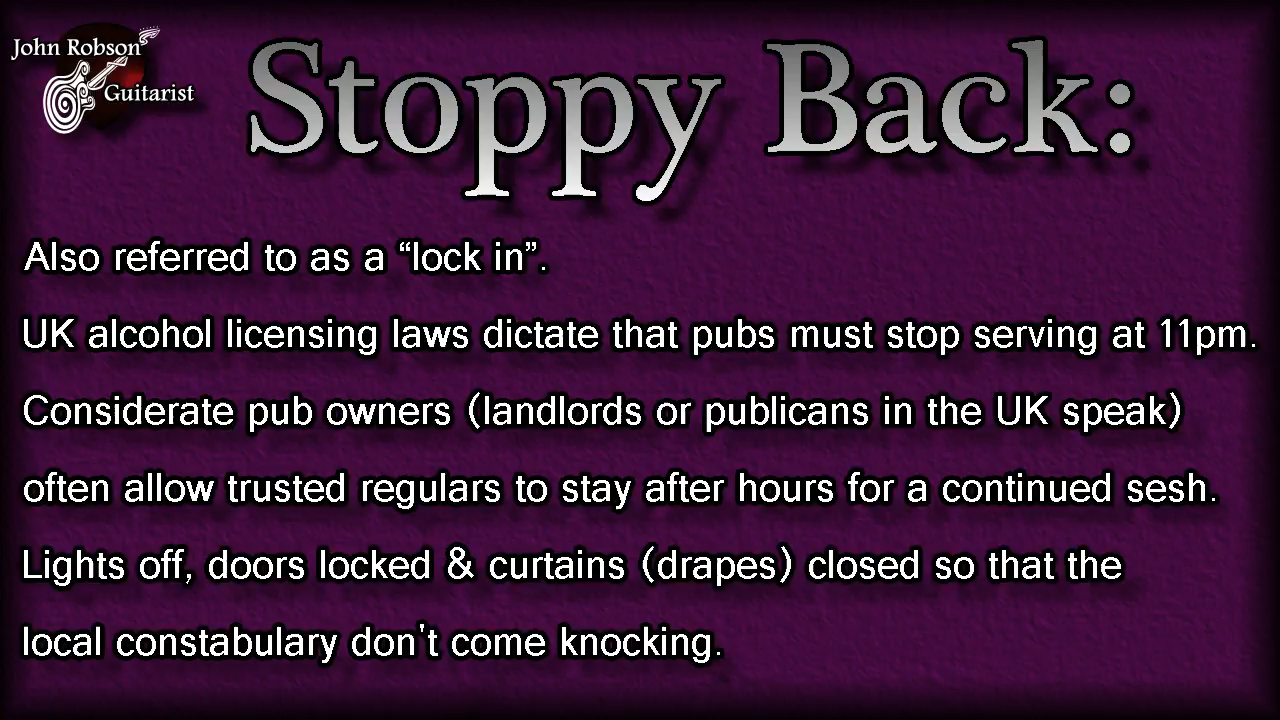 John Robson
Guitarist
Stoppy Back:
Also referred to as a “lock in”.
UK alcohol licensing laws dictate that pubs must stop serving at 11pm.
Considerate pub owners (landlords or publicans in the UK speak)
often allow trusted regulars to stay after hours for a continued sesh.
Lights off, doors locked & curtains (drapes) closed so that the
local constabulary don't come knocking.